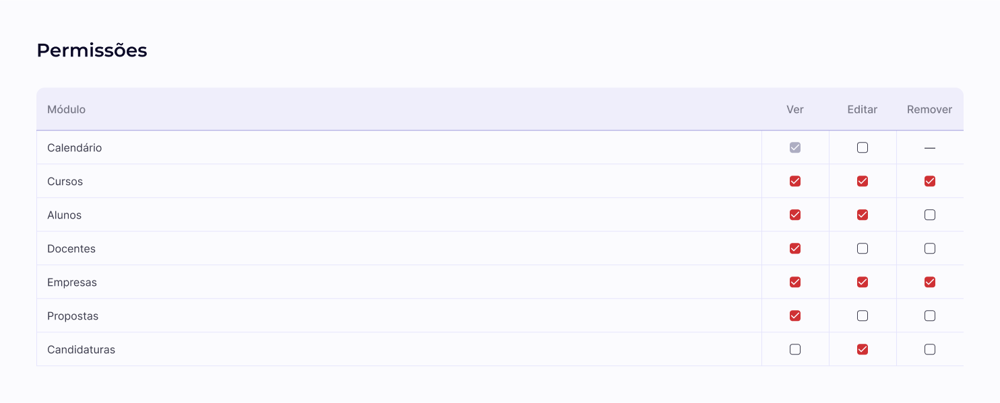 Permissões
Módulo Ver Editar Remover
Calendário —
Cursos
Alunos
Docentes
Empresas
Propostas
Candidaturas